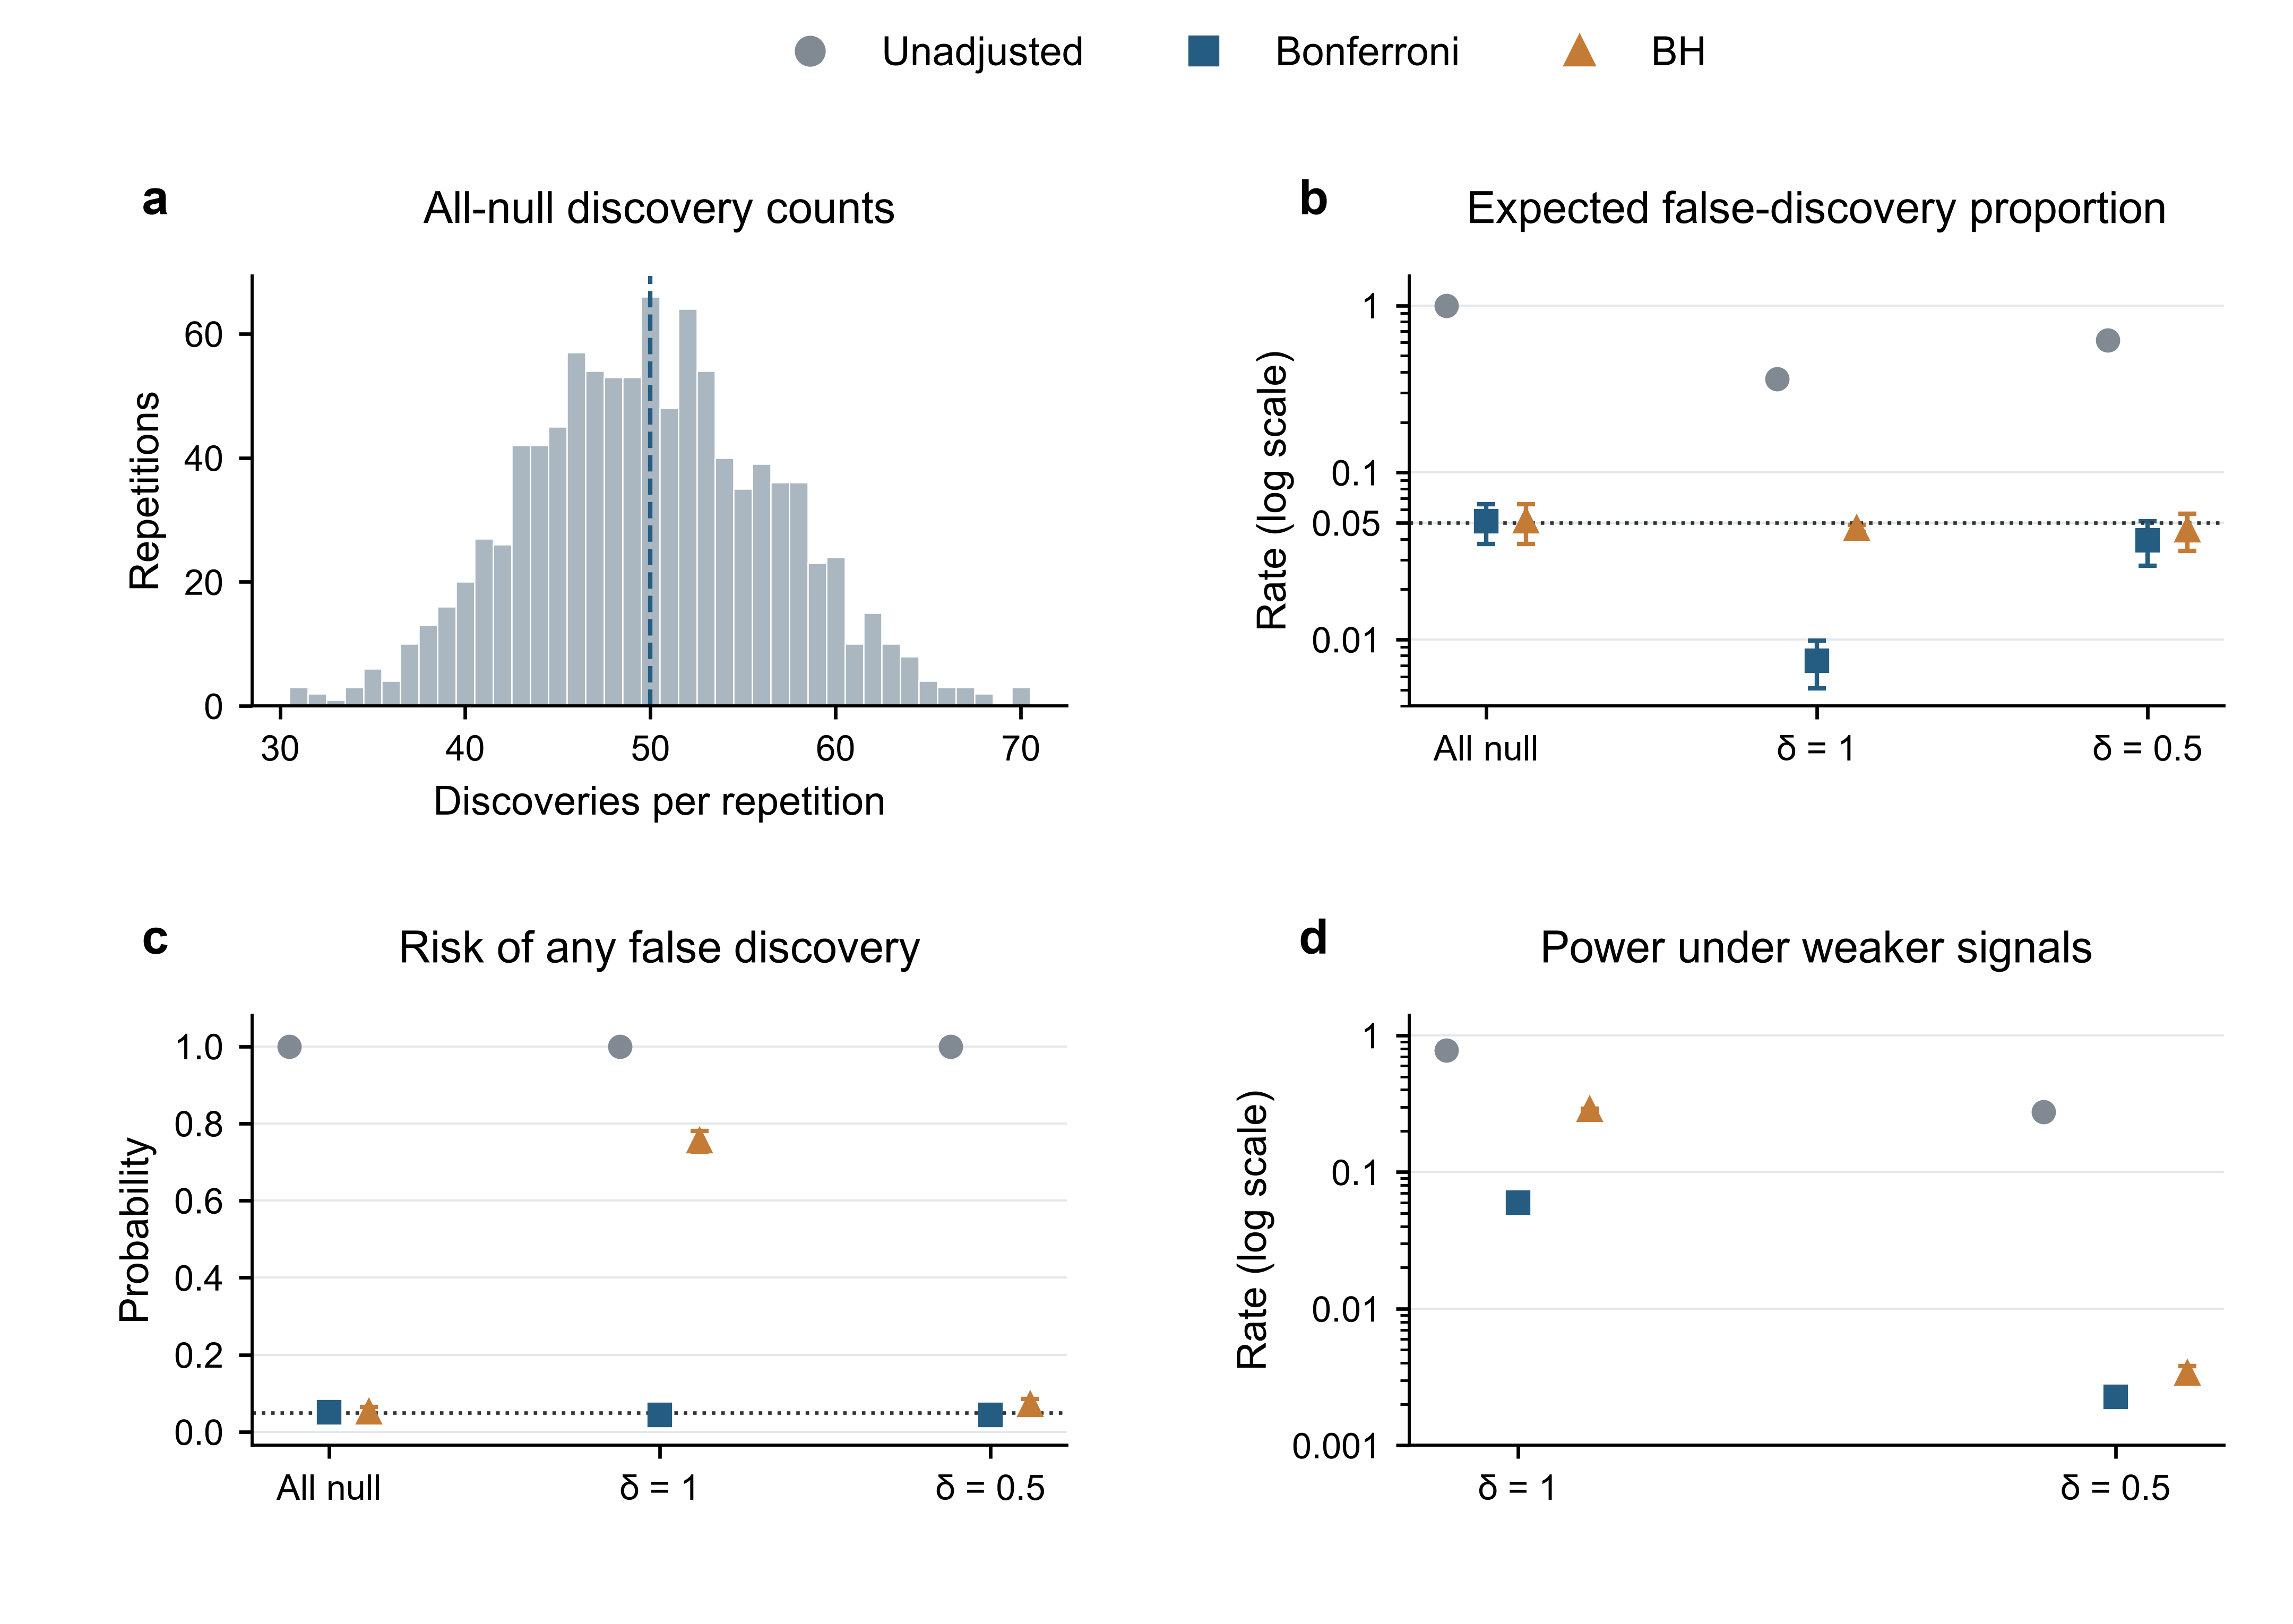 Unadjusted Bonferroni BH
a All-null discovery counts
Repetitions
60
40
20
0
30 40 50 60 70
Discoveries per repetition
b Expected false-discovery proportion
Rate (log scale)
1
0.1
0.05
0.01
All null δ = 1 δ = 0.5
c Risk of any false discovery
Probability
1.0
0.8
0.6
0.4
0.2
0.0
All null δ = 1 δ = 0.5
d Power under weaker signals
Rate (log scale)
1
0.1
0.01
0.001
δ = 1 δ = 0.5